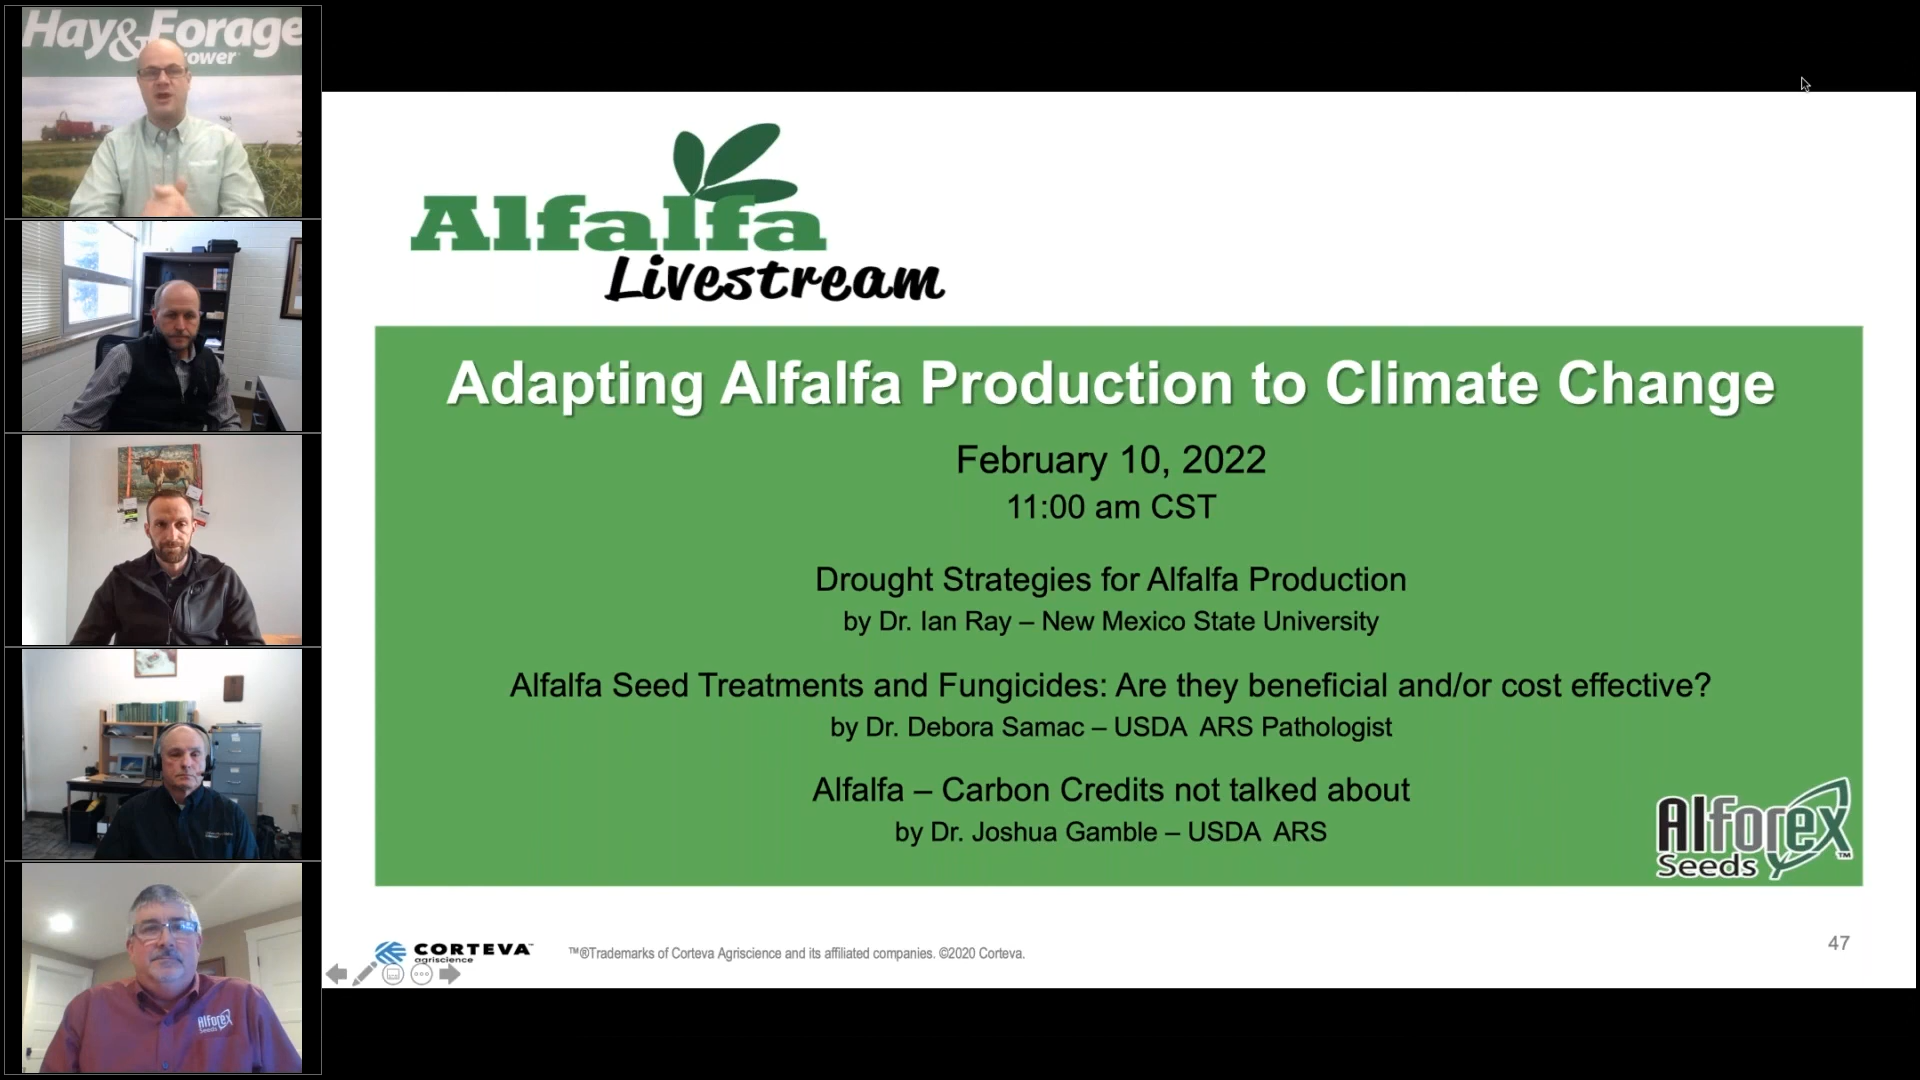 Hay&Forage
Grower
Alfalfa
Livestream
Adapting Alfalfa Production to Climate Change
February 10, 2022
11:00 am CST
Drought Strategies for Alfalfa Production
by Dr. Ian Ray – New Mexico State University
Alfalfa Seed Treatments and Fungicides: Are they beneficial and/or cost effective?
by Dr. Debora Samac – USDA ARS Pathologist
Alfalfa – Carbon Credits not talked about
by Dr. Joshua Gamble – USDA ARS
Alforex™
Seeds
CORTEVA™
agriscience
™®Trademarks of Corteva Agriscience and its affiliated companies. ©2020 Corteva.
47
Alforex
Seeds